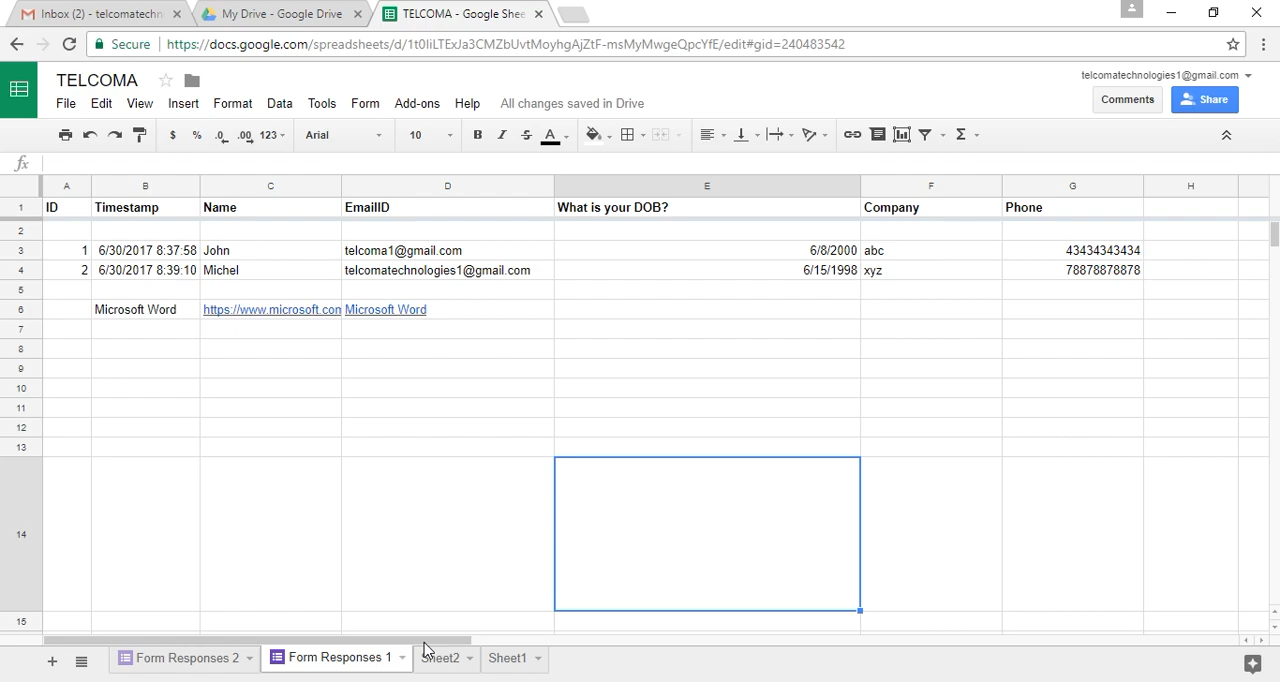 Inbox (2) - telcomatechn
My Drive - Google Drive
TELCOMA - Google Shee
Secure
https://docs.google.com/spreadsheets/d/1t0IiLTExJa3CMZbUvtMoyhgAjZtF-msMyMwgeQpcYfE/edit#gid=240483542
TELCOMA
telcomatechnologies1@gmail.com
File Edit View Insert Format Data Tools Form Add-ons Help All changes saved in Drive
Comments Share
$ % .0 .00 123 Arial 10 B I S A Σ
fx
A B C D E F G H
1 ID Timestamp Name EmailID What is your DOB? Company Phone
2
3 1 6/30/2017 8:37:58 John telcoma1@gmail.com 6/8/2000 abc 43434343434
4 2 6/30/2017 8:39:10 Michel telcomatechnologies1@gmail.com 6/15/1998 xyz 78878878878
5
6 Microsoft Word https://www.microsoft.con Microsoft Word
7
8
9
10
11
12
13
14
15
Form Responses 2 Form Responses 1 Sheet2 Sheet1